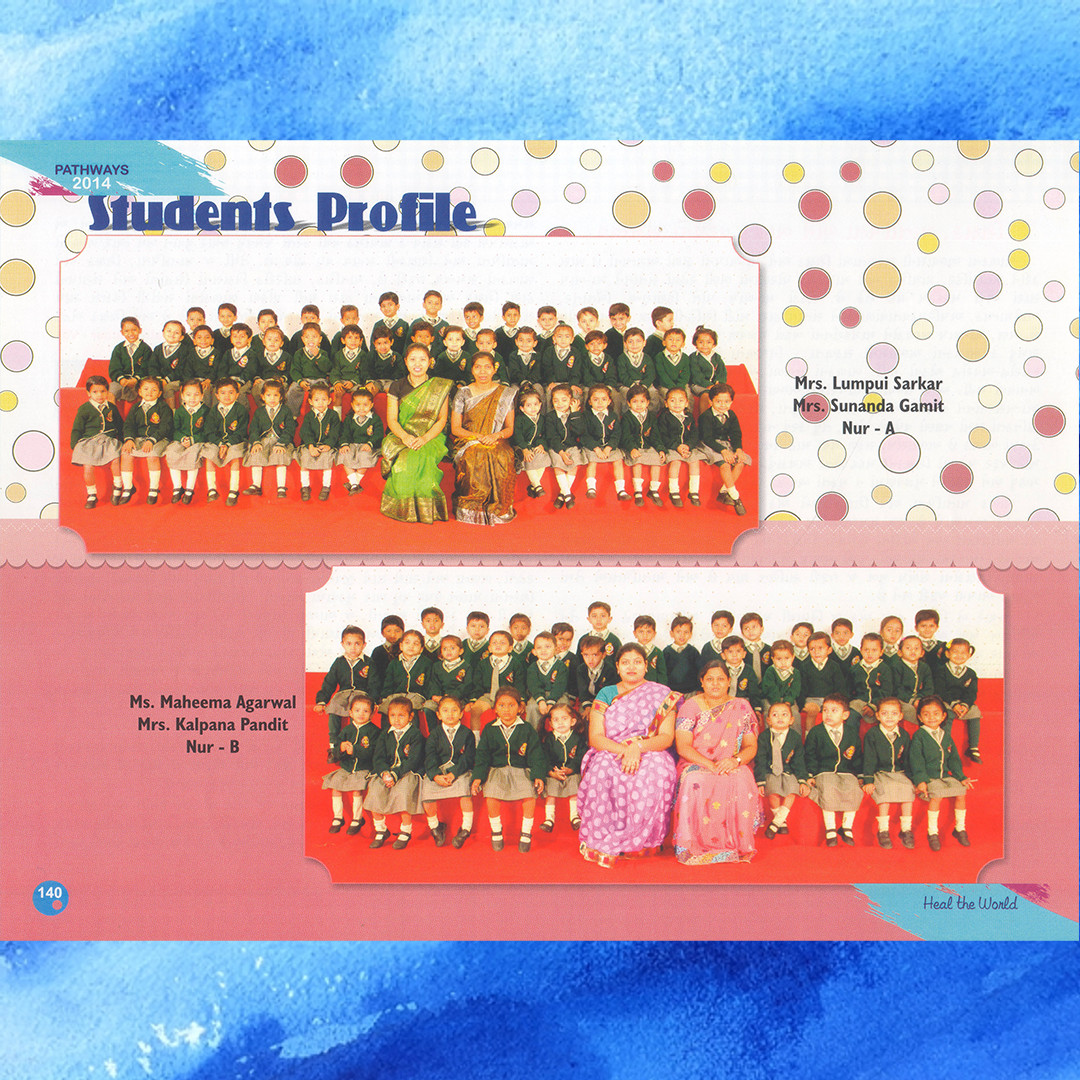 PATHWAYS
2014
Students Profile
Mrs. Lumpui Sarkar
Mrs. Sunanda Gamit
Nur - A
Ms. Maheema Agarwal
Mrs. Kalpana Pandit
Nur - B
140
Heal the World